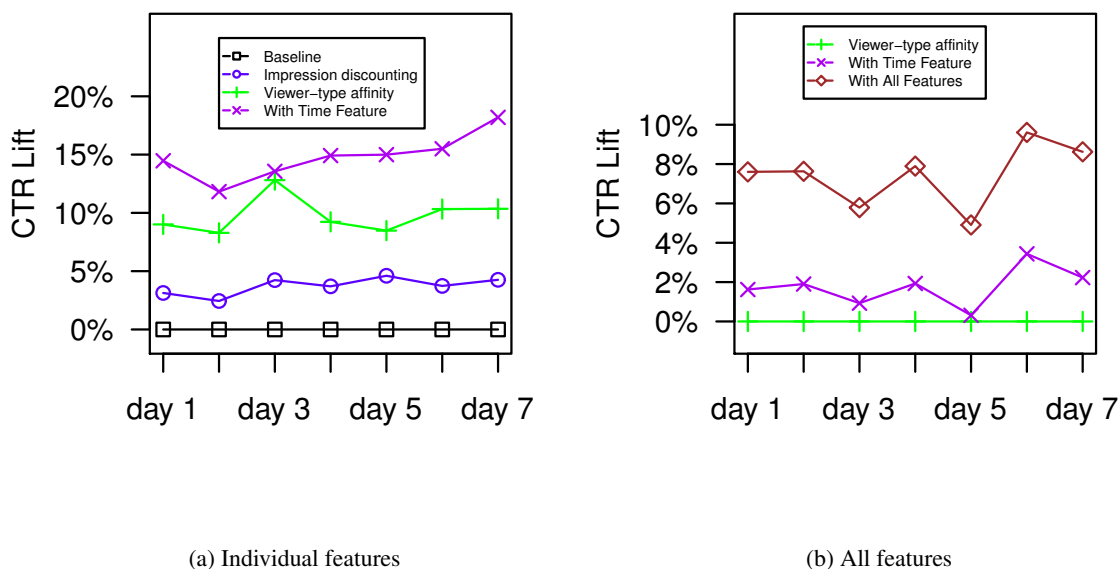 CTR Lift
20%
15%
10%
5%
0%
Baseline
Impression discounting
Viewer−type affinity
With Time Feature
day 1
day 3
day 5
day 7
(a) Individual features
CTR Lift
10%
8%
6%
4%
2%
0%
Viewer−type affinity
With Time Feature
With All Features
day 1
day 3
day 5
day 7
(b) All features